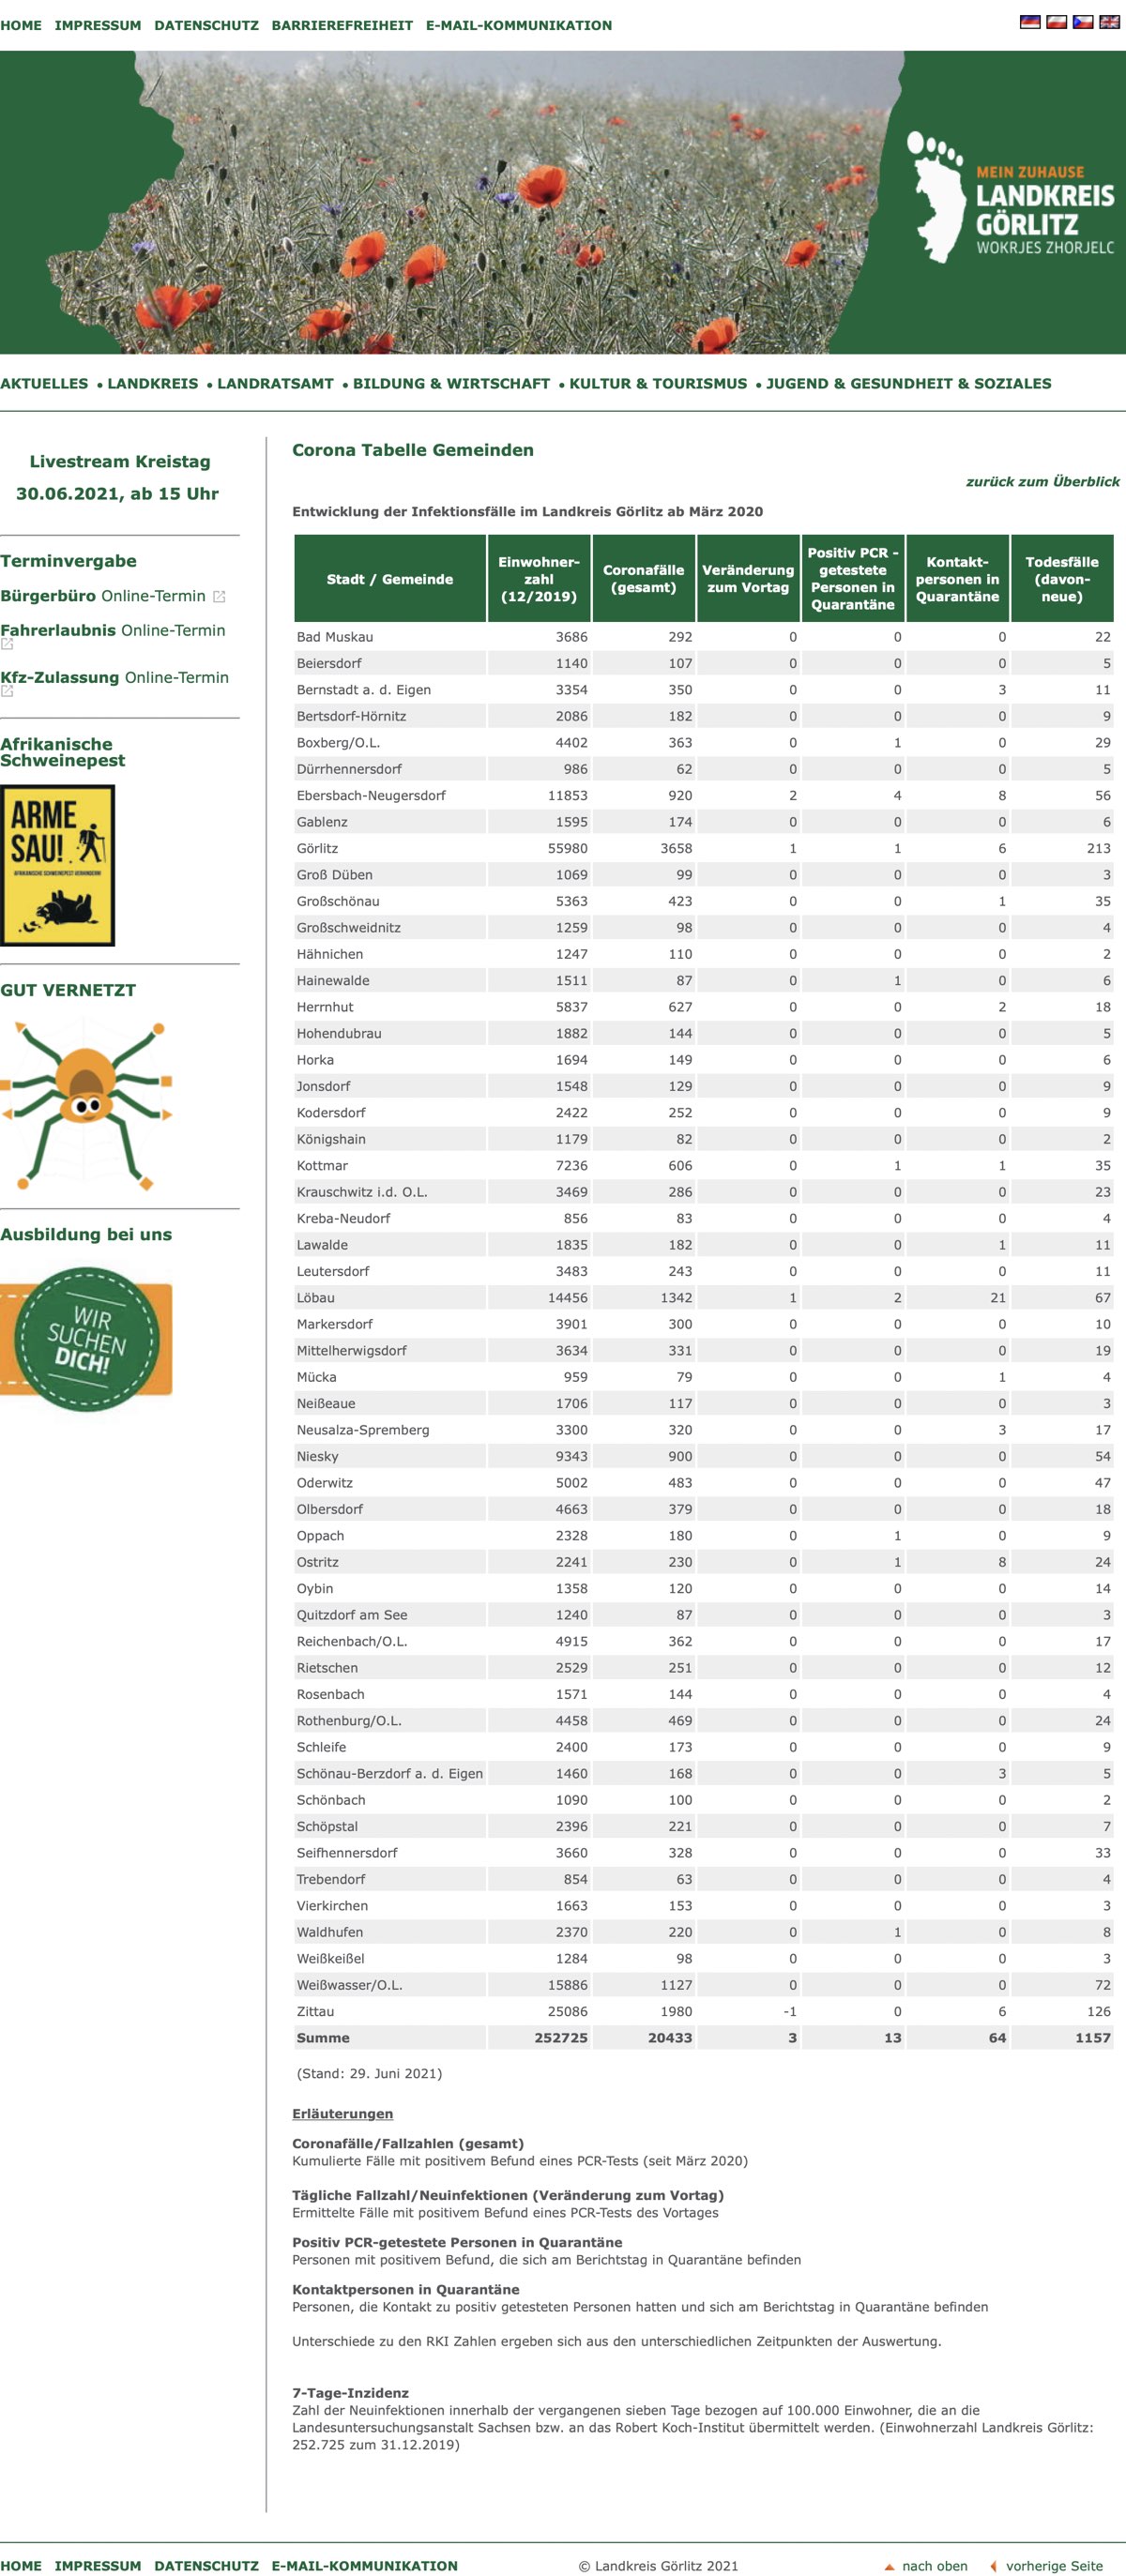 HOME IMPRESSUM DATENSCHUTZ BARRIEREFREIHEIT E-MAIL-KOMMUNIKATION
MEIN ZUHAUSE
LANDKREIS
GÖRLITZ
WOKRJES ZHORJELC
AKTUELLES • LANDKREIS • LANDRATSAMT • BILDUNG & WIRTSCHAFT • KULTUR & TOURISMUS • JUGEND & GESUNDHEIT & SOZIALES
Livestream Kreistag
30.06.2021, ab 15 Uhr
Terminvergabe
Bürgerbüro Online-Termin
Fahrerlaubnis Online-Termin
Kfz-Zulassung Online-Termin
Afrikanische
Schweinepest
ARME
SAU!
AFRIKANISCHE SCHWEINEPEST VERHINDERN!
GUT VERNETZT
Ausbildung bei uns
WIR
SUCHEN
DICH!
Corona Tabelle Gemeinden
zurück zum Überblick
Entwicklung der Infektionsfälle im Landkreis Görlitz ab März 2020
Stadt / Gemeinde Einwohner-zahl (12/2019) Coronafälle (gesamt) Veränderung zum Vortag Positiv PCR - getestete Personen in Quarantäne Kontakt-personen in Quarantäne Todesfälle (davon-neue)
Bad Muskau 3686 292 0 0 0 22
Beiersdorf 1140 107 0 0 0 5
Bernstadt a. d. Eigen 3354 350 0 0 3 11
Bertsdorf-Hörnitz 2086 182 0 0 0 9
Boxberg/O.L. 4402 363 0 1 0 29
Dürrhennersdorf 986 62 0 0 0 5
Ebersbach-Neugersdorf 11853 920 2 4 8 56
Gablenz 1595 174 0 0 0 6
Görlitz 55980 3658 1 1 6 213
Groß Düben 1069 99 0 0 0 3
Großschönau 5363 423 0 0 1 35
Großschweidnitz 1259 98 0 0 0 4
Hähnichen 1247 110 0 0 0 2
Hainewalde 1511 87 0 1 0 6
Herrnhut 5837 627 0 0 2 18
Hohendubrau 1882 144 0 0 0 5
Horka 1694 149 0 0 0 6
Jonsdorf 1548 129 0 0 0 9
Kodersdorf 2422 252 0 0 0 9
Königshain 1179 82 0 0 0 2
Kottmar 7236 606 0 1 1 35
Krauschwitz i.d. O.L. 3469 286 0 0 0 23
Kreba-Neudorf 856 83 0 0 0 4
Lawalde 1835 182 0 0 1 11
Leutersdorf 3483 243 0 0 0 11
Löbau 14456 1342 1 2 21 67
Markersdorf 3901 300 0 0 0 10
Mittelherwigsdorf 3634 331 0 0 0 19
Mücka 959 79 0 0 1 4
Neißeaue 1706 117 0 0 0 3
Neusalza-Spremberg 3300 320 0 0 3 17
Niesky 9343 900 0 0 0 54
Oderwitz 5002 483 0 0 0 47
Olbersdorf 4663 379 0 0 0 18
Oppach 2328 180 0 1 0 9
Ostritz 2241 230 0 1 8 24
Oybin 1358 120 0 0 0 14
Quitzdorf am See 1240 87 0 0 0 3
Reichenbach/O.L. 4915 362 0 0 0 17
Rietschen 2529 251 0 0 0 12
Rosenbach 1571 144 0 0 0 4
Rothenburg/O.L. 4458 469 0 0 0 24
Schleife 2400 173 0 0 0 9
Schönau-Berzdorf a. d. Eigen 1460 168 0 0 3 5
Schönbach 1090 100 0 0 0 2
Schöpstal 2396 221 0 0 0 7
Seifhennersdorf 3660 328 0 0 0 33
Trebendorf 854 63 0 0 0 4
Vierkirchen 1663 153 0 0 0 3
Waldhufen 2370 220 0 1 0 8
Weißkeißel 1284 98 0 0 0 3
Weißwasser/O.L. 15886 1127 0 0 0 72
Zittau 25086 1980 -1 0 6 126
Summe 252725 20433 3 13 64 1157
(Stand: 29. Juni 2021)
Erläuterungen
Coronafälle/Fallzahlen (gesamt)
Kumulierte Fälle mit positivem Befund eines PCR-Tests (seit März 2020)
Tägliche Fallzahl/Neuinfektionen (Veränderung zum Vortag)
Ermittelte Fälle mit positivem Befund eines PCR-Tests des Vortages
Positiv PCR-getestete Personen in Quarantäne
Personen mit positivem Befund, die sich am Berichtstag in Quarantäne befinden
Kontaktpersonen in Quarantäne
Personen, die Kontakt zu positiv getesteten Personen hatten und sich am Berichtstag in Quarantäne befinden
Unterschiede zu den RKI Zahlen ergeben sich aus den unterschiedlichen Zeitpunkten der Auswertung.
7-Tage-Inzidenz
Zahl der Neuinfektionen innerhalb der vergangenen sieben Tage bezogen auf 100.000 Einwohner, die an die
Landesuntersuchungsanstalt Sachsen bzw. an das Robert Koch-Institut übermittelt werden. (Einwohnerzahl Landkreis Görlitz:
252.725 zum 31.12.2019)
HOME IMPRESSUM DATENSCHUTZ E-MAIL-KOMMUNIKATION © Landkreis Görlitz 2021 nach oben vorherige Seite